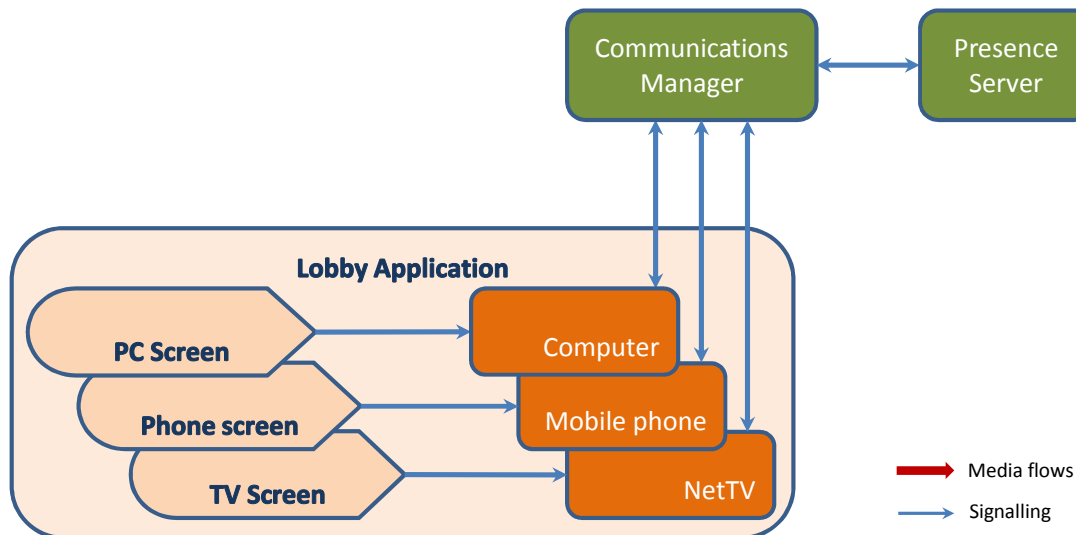 Communications
Manager
Presence
Server
Lobby Application
PC Screen
Computer
Phone screen
Mobile phone
TV Screen
NetTV
Media flows
Signalling